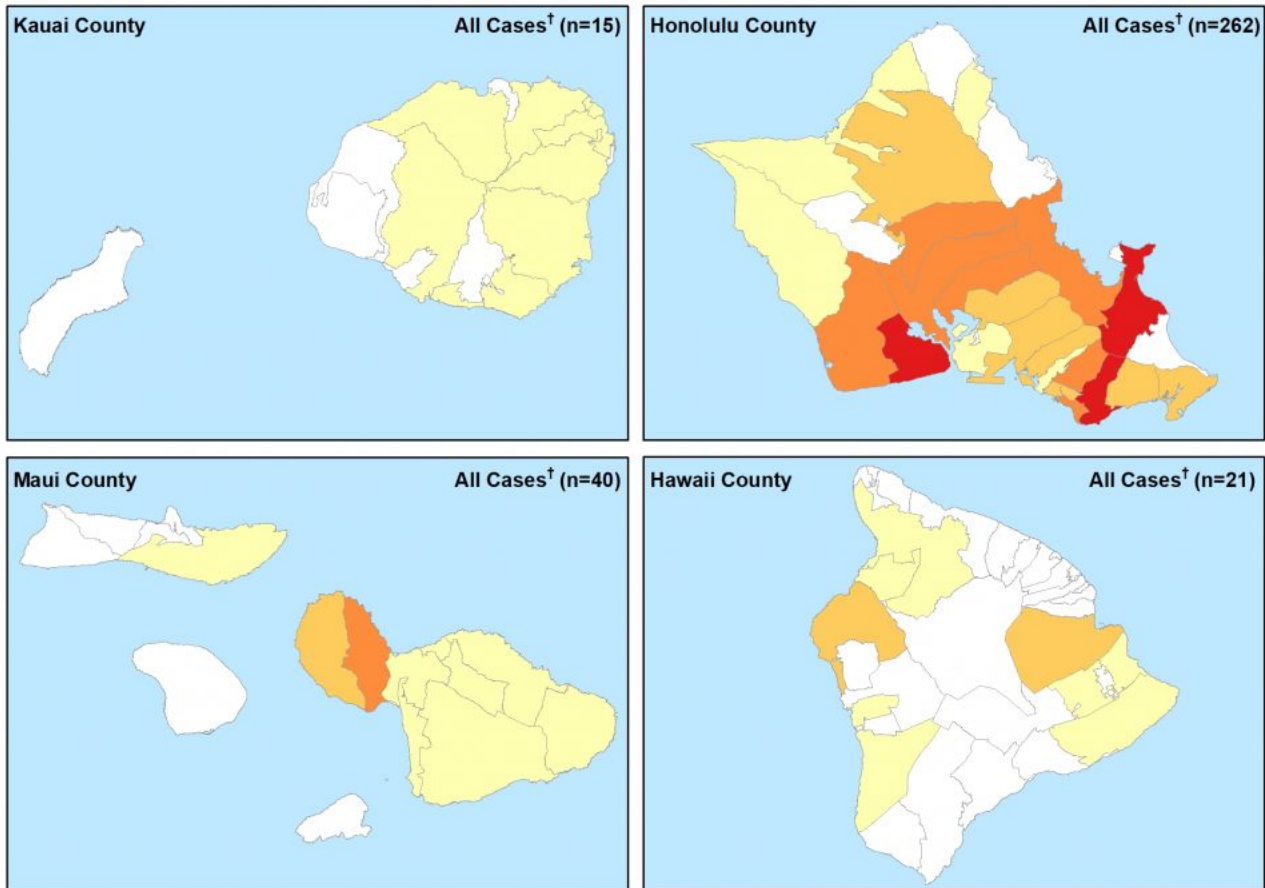 Kauai County
All Cases† (n=15)
Honolulu County
All Cases† (n=262)
Maui County
All Cases† (n=40)
Hawaii County
All Cases† (n=21)